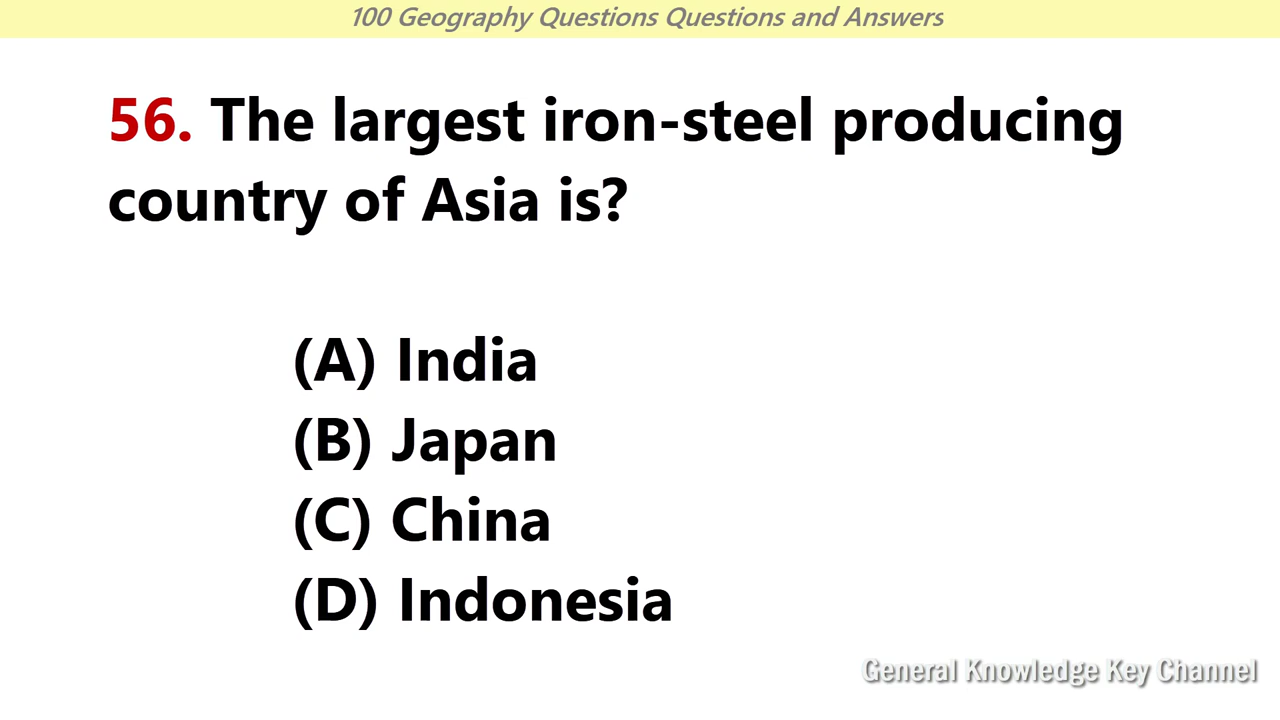 100 Geography Questions Questions and Answers
56. The largest iron-steel producing
country of Asia is?
(A) India
(B) Japan
(C) China
(D) Indonesia
General Knowledge Key Channel